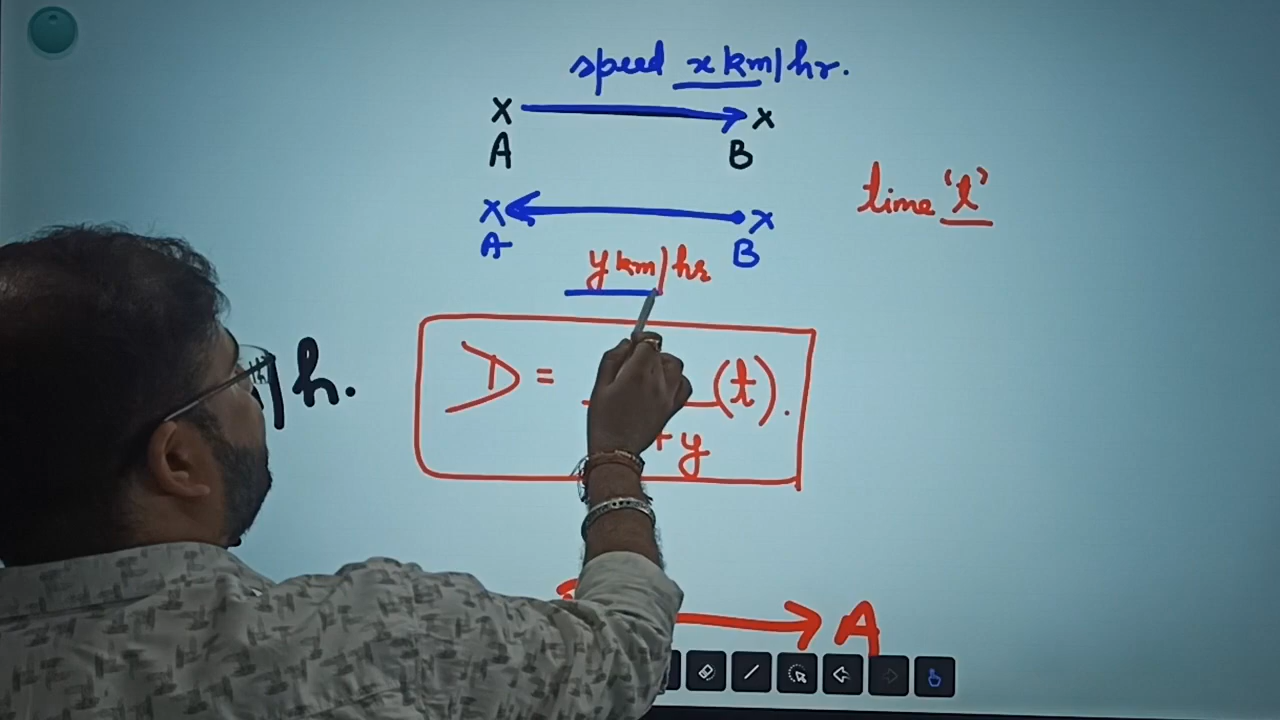 speed x km/hr.
x x
A B
time 't'
x x
A B
y km/hr
/h.
D = (t).
+ y
A